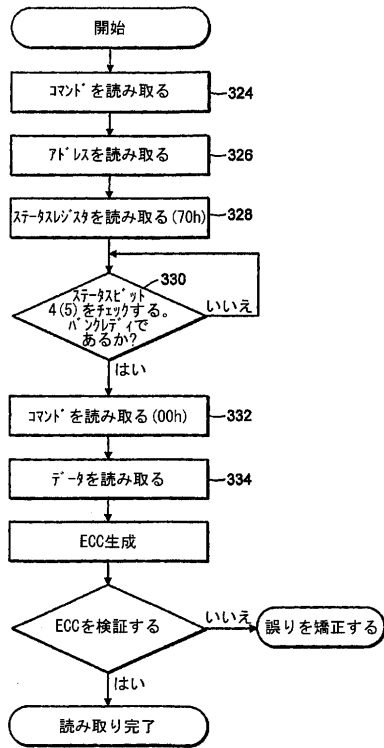 開始
コマンドを読み取る
324
アドレスを読み取る
326
ステータスレジスタを読み取る(70h)
328
330
ステータスビット
4(5)をチェックする。
バンクレディで
あるか?
いいえ
はい
コマンドを読み取る(00h)
332
データを読み取る
334
ECC生成
ECCを検証する
いいえ
誤りを矯正する
はい
読み取り完了